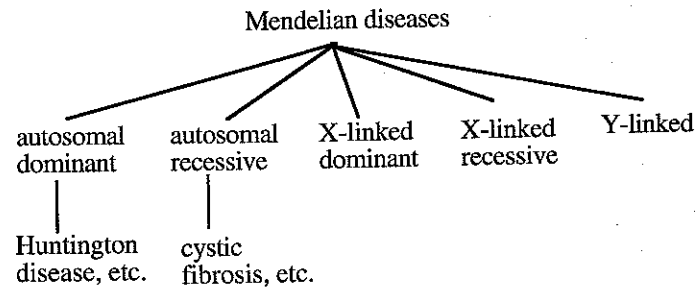 Mendelian diseases
autosomal
dominant
autosomal
recessive
X-linked
dominant
X-linked
recessive
Y-linked
Huntington
disease, etc.
cystic
fibrosis, etc.